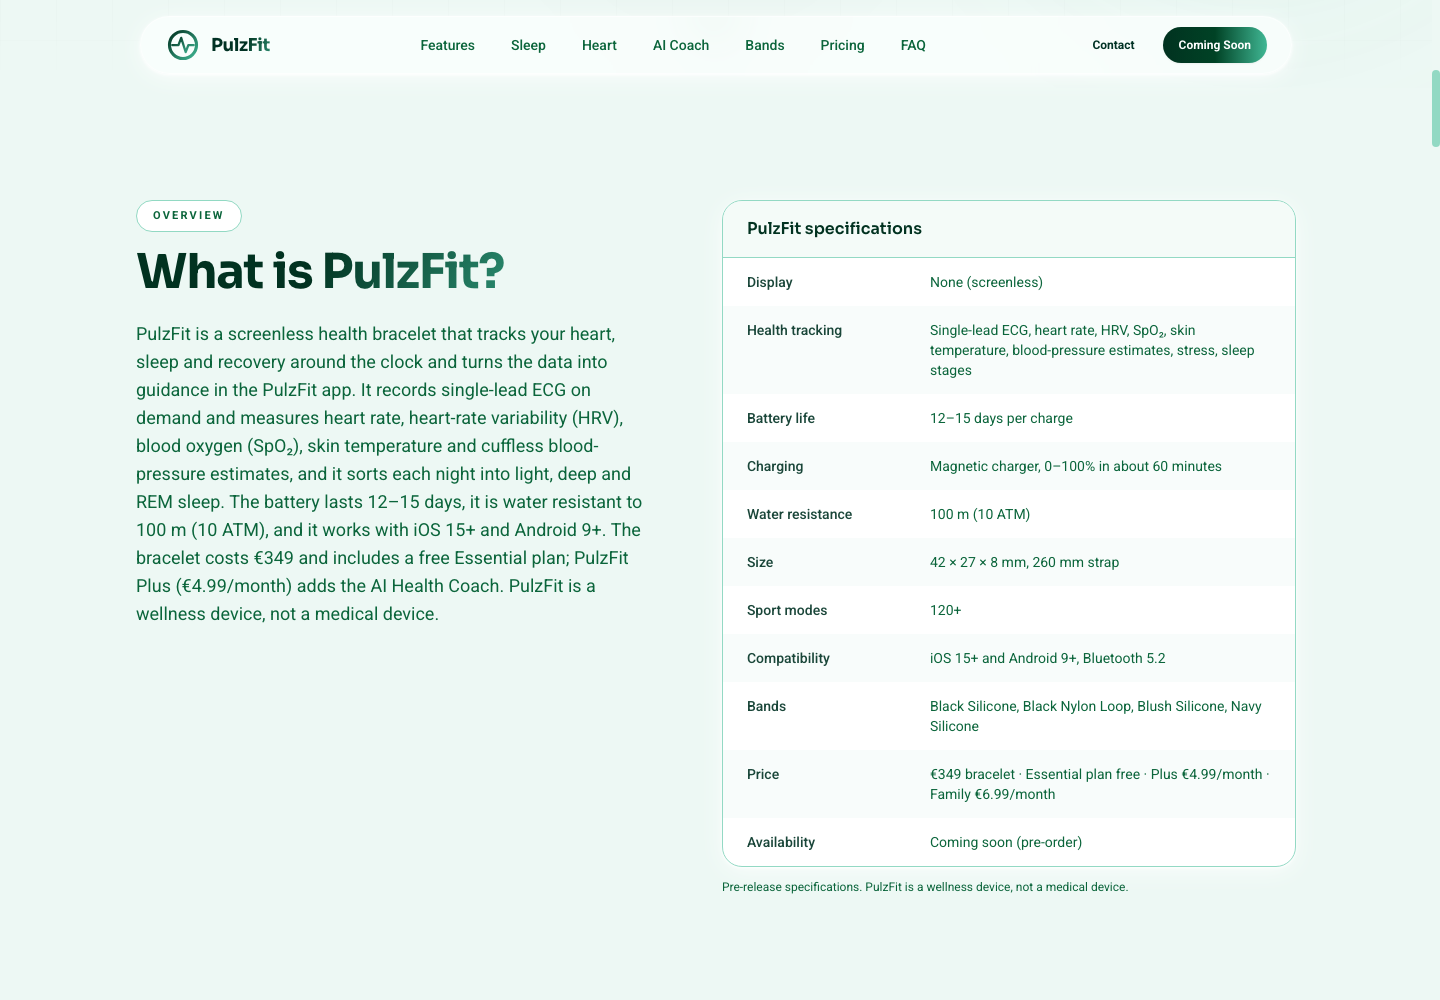 PulzFit
Features
Sleep
Heart
AI Coach
Bands
Pricing
FAQ
Contact
Coming Soon
OVERVIEW
What is PulzFit?
PulzFit is a screenless health bracelet that tracks your heart,
sleep and recovery around the clock and turns the data into
guidance in the PulzFit app. It records single-lead ECG on
demand and measures heart rate, heart-rate variability (HRV),
blood oxygen (SpO₂), skin temperature and cuffless blood-
pressure estimates, and it sorts each night into light, deep and
REM sleep. The battery lasts 12–15 days, it is water resistant to
100 m (10 ATM), and it works with iOS 15+ and Android 9+. The
bracelet costs €349 and includes a free Essential plan; PulzFit
Plus (€4.99/month) adds the AI Health Coach. PulzFit is a
wellness device, not a medical device.
PulzFit specifications
Display
None (screenless)
Health tracking
Single-lead ECG, heart rate, HRV, SpO₂, skin
temperature, blood-pressure estimates, stress, sleep
stages
Battery life
12–15 days per charge
Charging
Magnetic charger, 0–100% in about 60 minutes
Water resistance
100 m (10 ATM)
Size
42 × 27 × 8 mm, 260 mm strap
Sport modes
120+
Compatibility
iOS 15+ and Android 9+, Bluetooth 5.2
Bands
Black Silicone, Black Nylon Loop, Blush Silicone, Navy
Silicone
Price
€349 bracelet · Essential plan free · Plus €4.99/month ·
Family €6.99/month
Availability
Coming soon (pre-order)
Pre-release specifications. PulzFit is a wellness device, not a medical device.